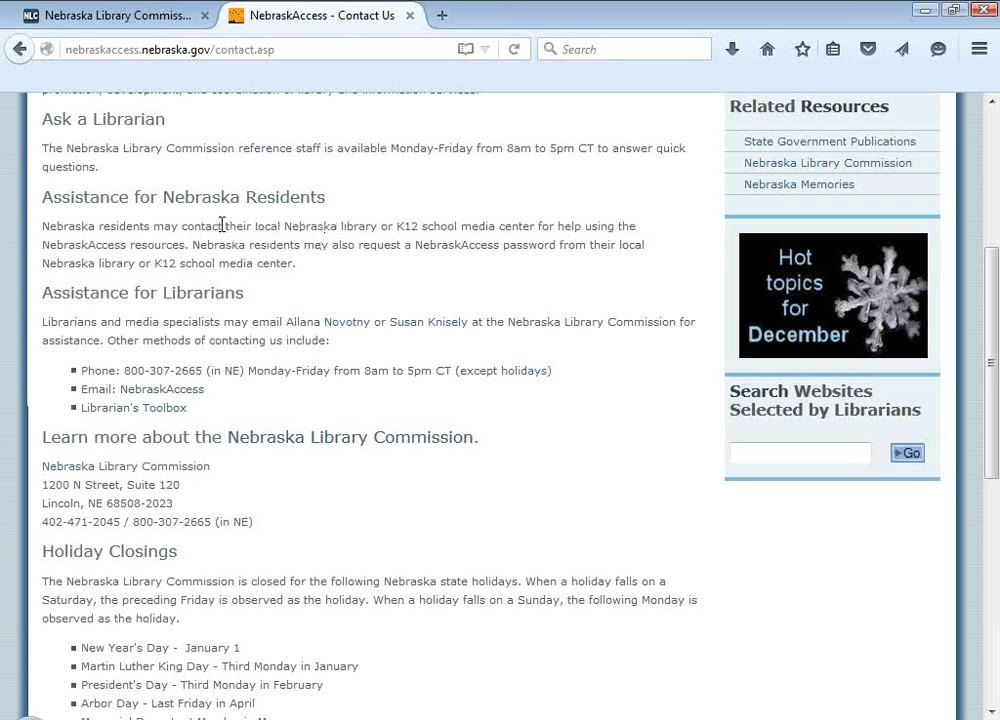 Nebraska Library Commiss...
NebraskAccess - Contact Us
nebraskaccess.nebraska.gov/contact.asp
Search
Ask a Librarian
The Nebraska Library Commission reference staff is available Monday-Friday from 8am to 5pm CT to answer quick
questions.
Assistance for Nebraska Residents
Nebraska residents may contact their local Nebraska library or K12 school media center for help using the
NebraskAccess resources. Nebraska residents may also request a NebraskAccess password from their local
Nebraska library or K12 school media center.
Assistance for Librarians
Librarians and media specialists may email Allana Novotny or Susan Knisely at the Nebraska Library Commission for
assistance. Other methods of contacting us include:
Phone: 800-307-2665 (in NE) Monday-Friday from 8am to 5pm CT (except holidays)
Email: NebraskAccess
Librarian's Toolbox
Learn more about the Nebraska Library Commission.
Nebraska Library Commission
1200 N Street, Suite 120
Lincoln, NE 68508-2023
402-471-2045 / 800-307-2665 (in NE)
Holiday Closings
The Nebraska Library Commission is closed for the following Nebraska state holidays. When a holiday falls on a
Saturday, the preceding Friday is observed as the holiday. When a holiday falls on a Sunday, the following Monday is
observed as the holiday.
New Year's Day - January 1
Martin Luther King Day - Third Monday in January
President's Day - Third Monday in February
Arbor Day - Last Friday in April
Related Resources
State Government Publications
Nebraska Library Commission
Nebraska Memories
Hot
topics
for
December
Search Websites
Selected by Librarians
Go